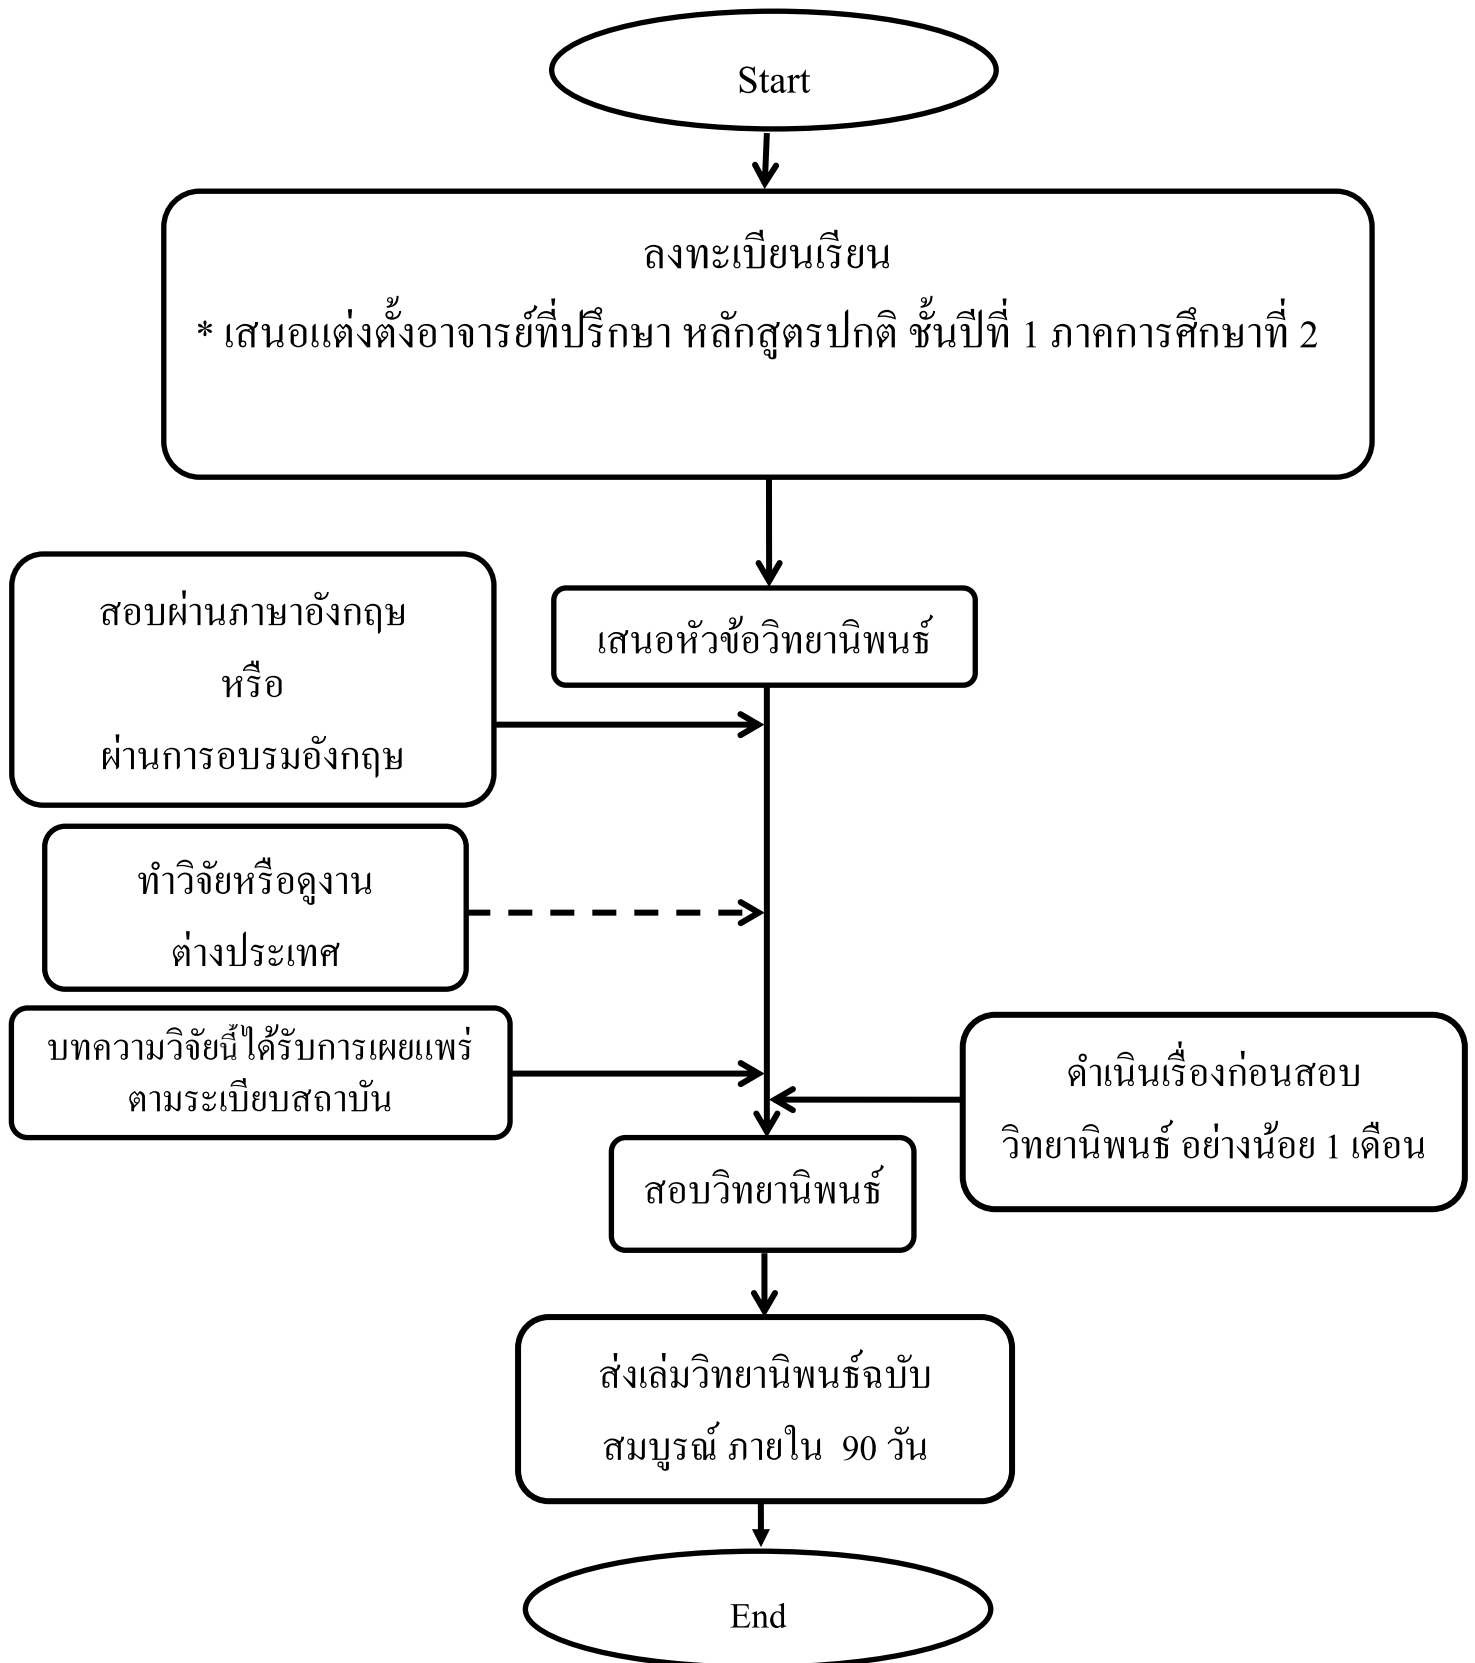 Start
ลงทะเบียนเรียน
* เสนอแต่งตั้งอาจารย์ที่ปรึกษา หลักสูตรปกติ ชั้นปีที่ 1 ภาคการศึกษาที่ 2
สอบผ่านภาษาอังกฤษ
หรือ
ผ่านการอบรมอังกฤษ
เสนอหัวข้อวิทยานิพนธ์
ทำวิจัยหรือดูงาน
ต่างประเทศ
บทความวิจัยนี้ได้รับการเผยแพร่
ตามระเบียบสถาบัน
ดำเนินเรื่องก่อนสอบ
วิทยานิพนธ์ อย่างน้อย 1 เดือน
สอบวิทยานิพนธ์
ส่งเล่มวิทยานิพนธ์ฉบับ
สมบูรณ์ ภายใน 90 วัน
End